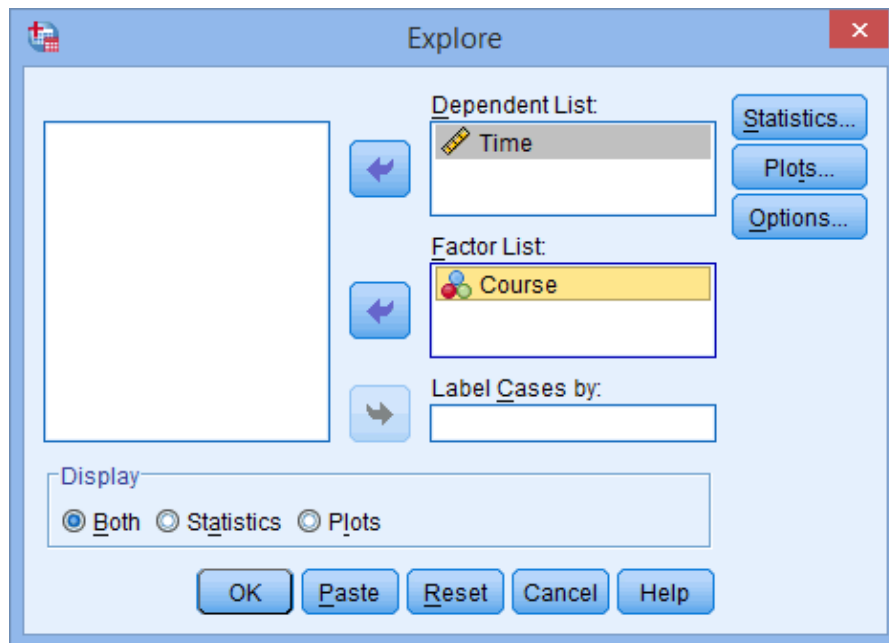 Explore
Dependent List:
Time
Statistics...
Plots...
Options...
Factor List:
Course
Label Cases by:
Display
Both Statistics Plots
OK Paste Reset Cancel Help